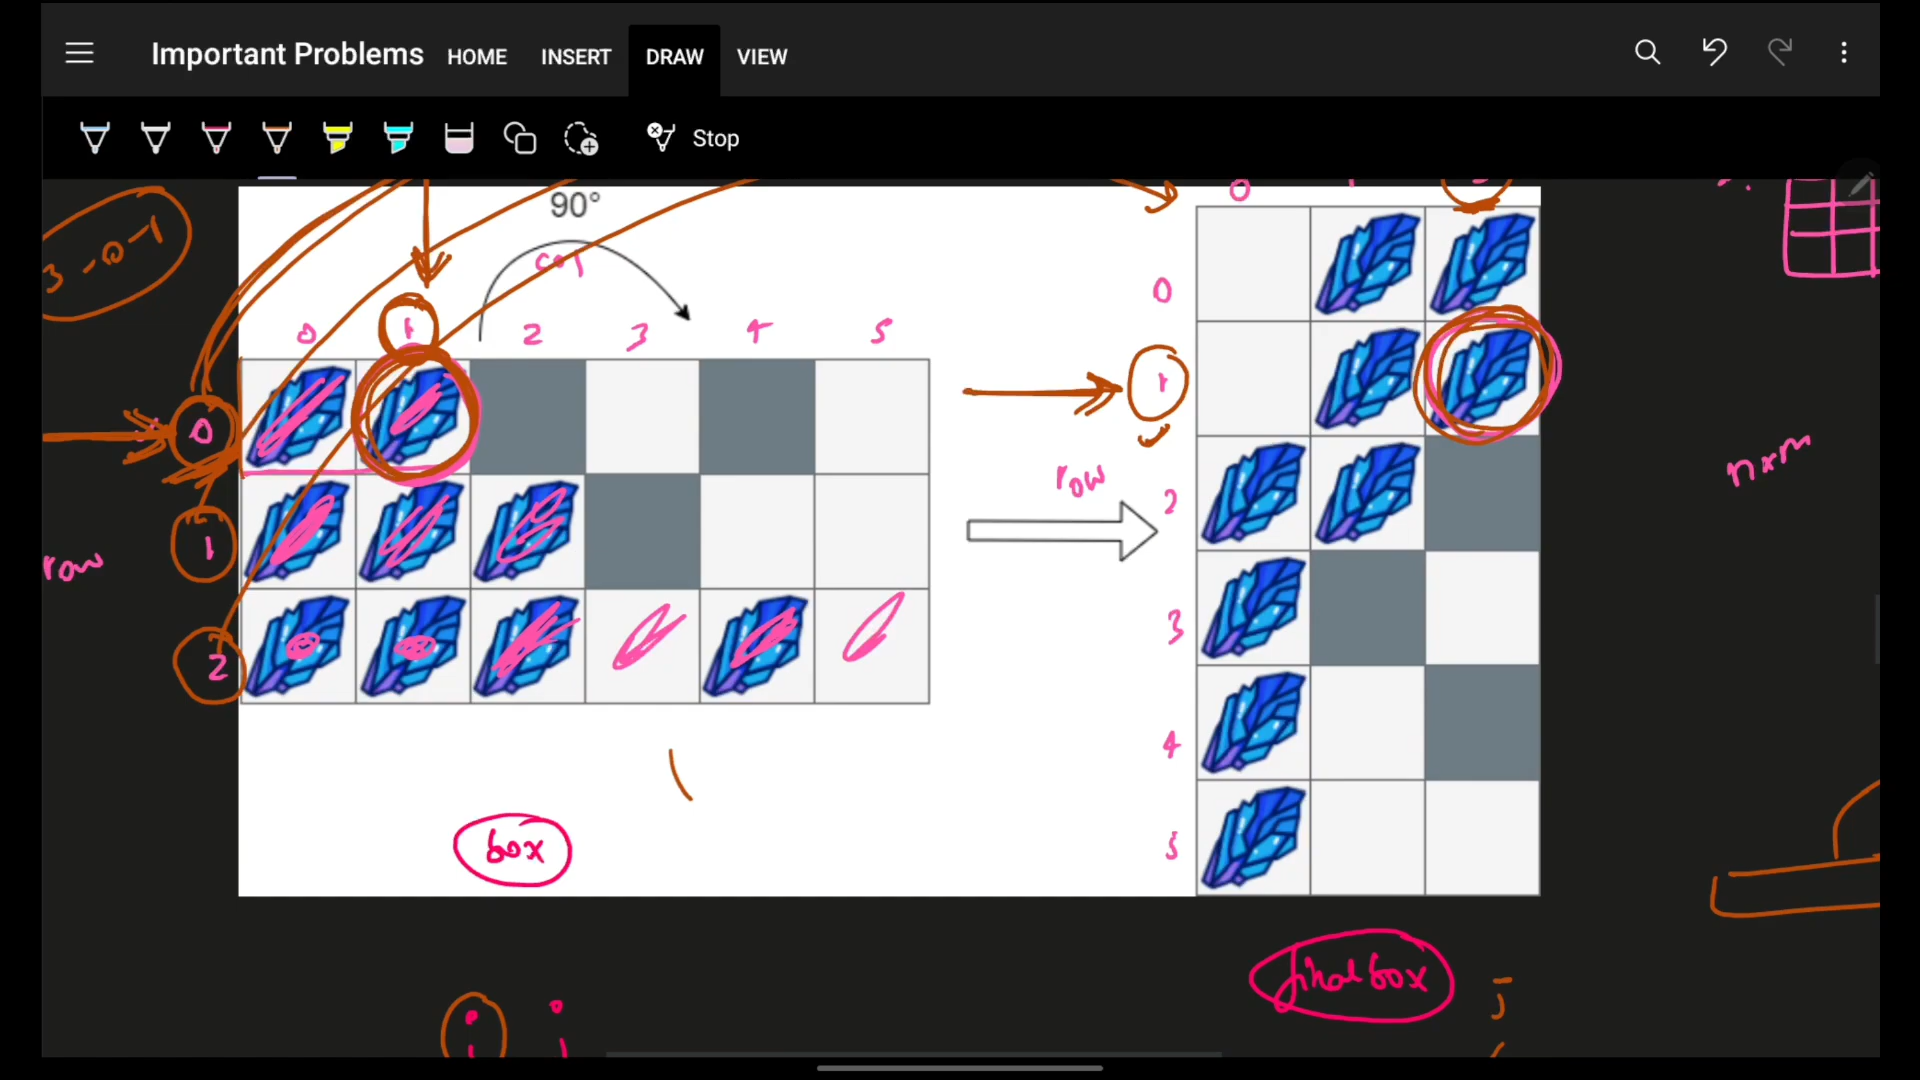 Important Problems HOME INSERT DRAW VIEW
Stop
3-0-1
90°
col
0 1 2 3 4 5
0
1
2
row
box
row
0
0
1
2
3
4
5
final box
n×m
i j
j